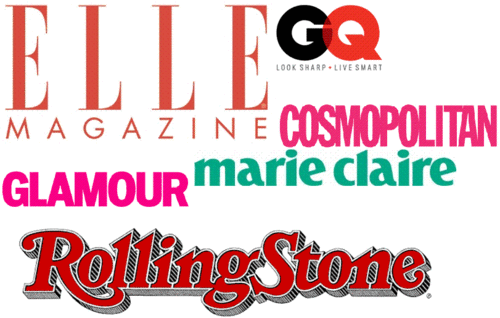 ELLE
MAGAZINE
GQ
LOOK SHARP • LIVE SMART
COSMOPOLITAN
marie claire
GLAMOUR
RollingStone